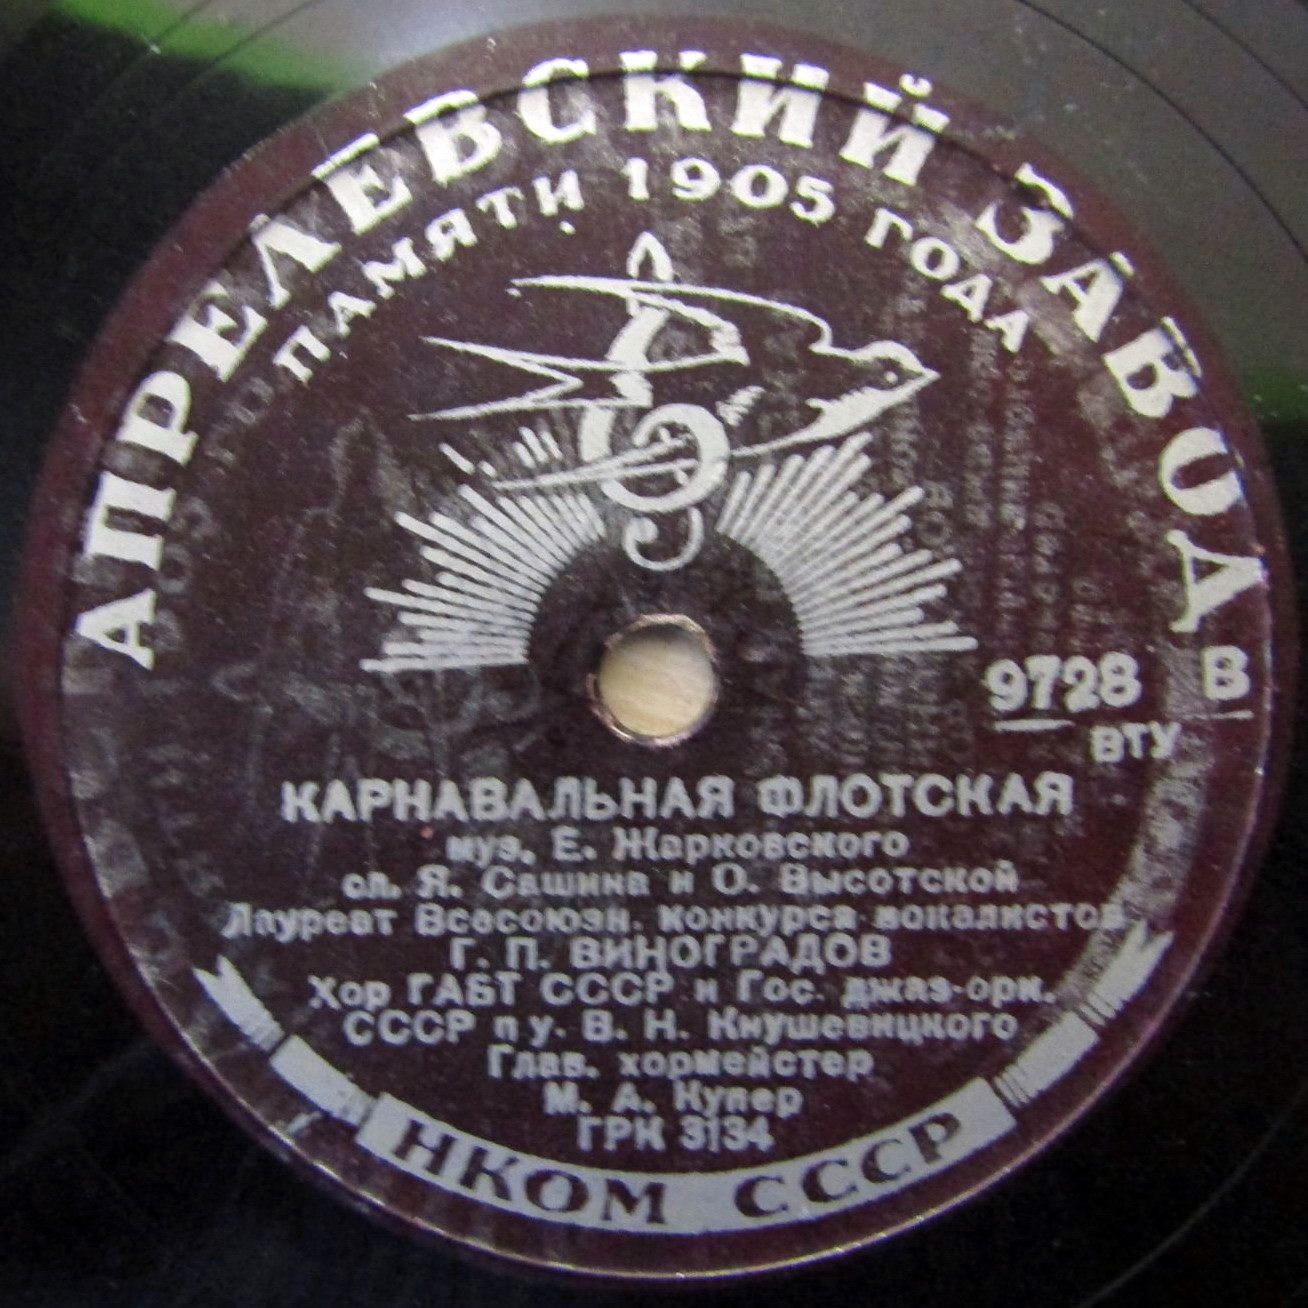 АПРЕЛЕВСКИЙ ЗАВОД
ПАМЯТИ 1905 ГОДА
9728 В
ВТУ
КАРНАВАЛЬНАЯ ФЛОТСКАЯ
муз. Е. Жарковского
сл. Я. Сашина и О. Высотской
Лауреат Всесоюзн. конкурса вокалистов
Г. П. ВИНОГРАДОВ
Хор ГАБТ СССР и Гос. джаз-орк.
СССР п у. В. Н. Кнушевицкого
Глав. хормейстер
М. А. Купер
ГРК 3134
НКОМ СССР